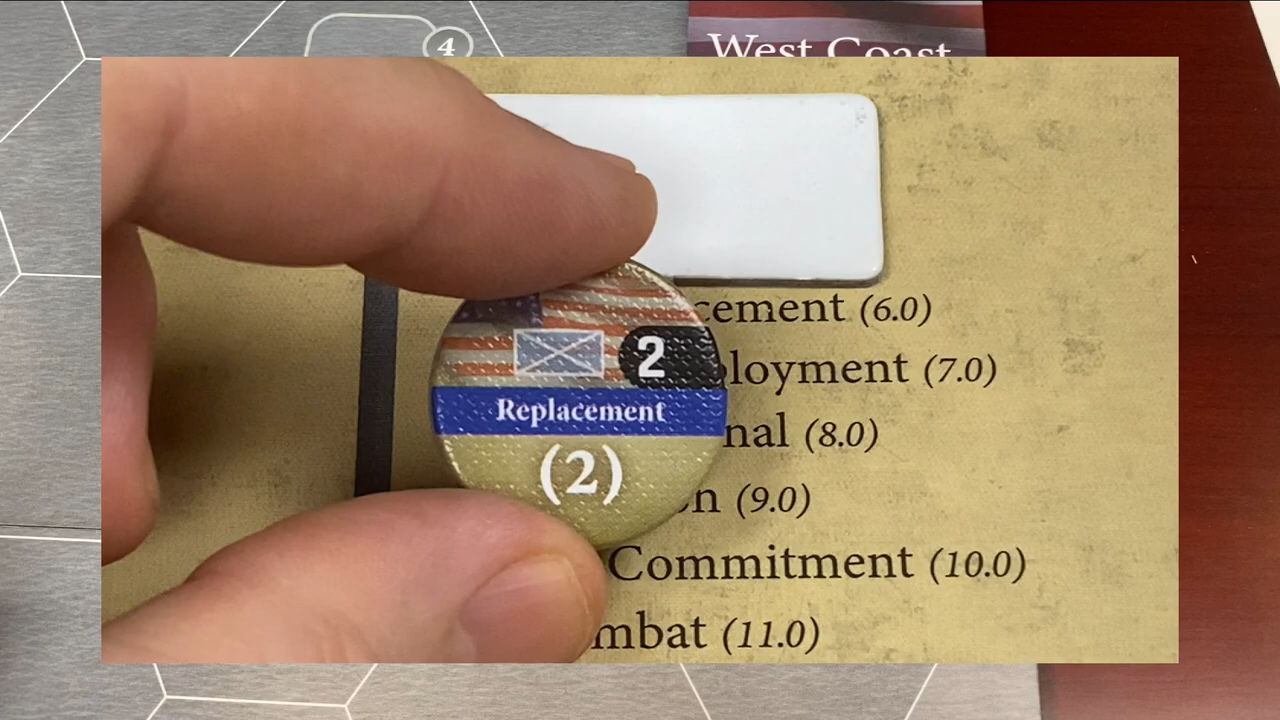 4
West Coast
2
Replacement
(2)
cement (6.0)
loyment (7.0)
nal (8.0)
n (9.0)
Commitment (10.0)
mbat (11.0)